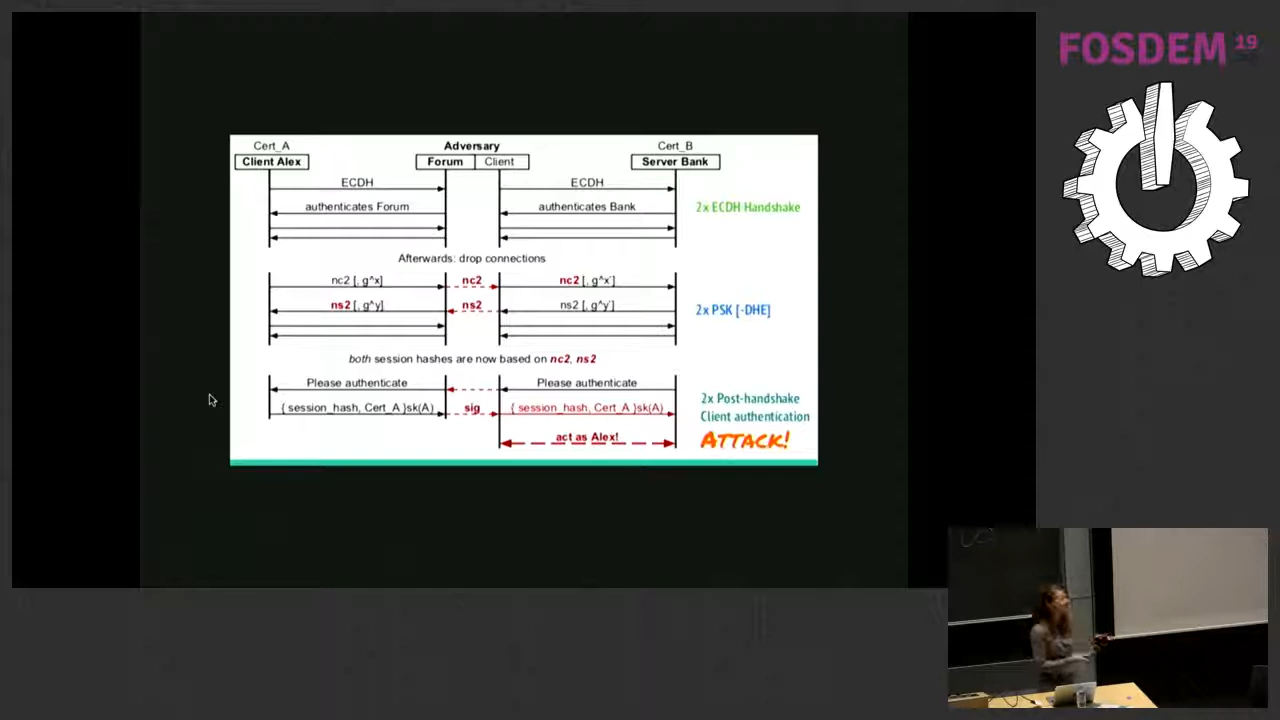 FOSDEM 19
Cert_A Adversary Cert_B
Client Alex Forum Client Server Bank
ECDH ECDH
authenticates Forum authenticates Bank 2x ECDH Handshake
Afterwards: drop connections
nc2 [, g^x] nc2 nc2 [, g^x']
ns2 [, g^y] ns2 ns2 [, g^y'] 2x PSK [-DHE]
both session hashes are now based on nc2, ns2
Please authenticate Please authenticate
2x Post-handshake
{ session_hash, Cert_A }sk(A) sig { session_hash, Cert_A }sk(A)
Client authentication
act as Alex! ATTACK!